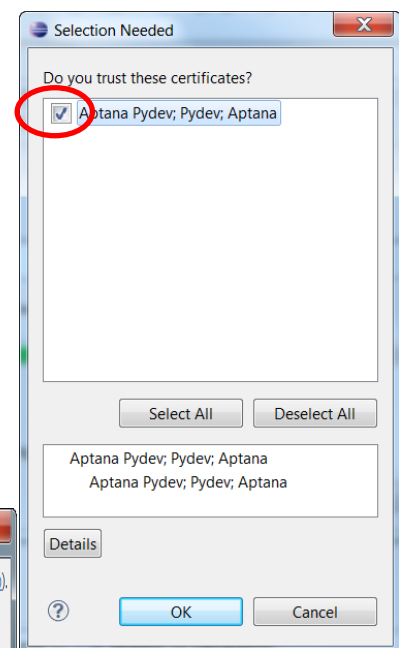 Selection Needed
Do you trust these certificates?
Aptana Pydev; Pydev; Aptana
Select All Deselect All
Aptana Pydev; Pydev; Aptana
Aptana Pydev; Pydev; Aptana
Details
).
? OK Cancel